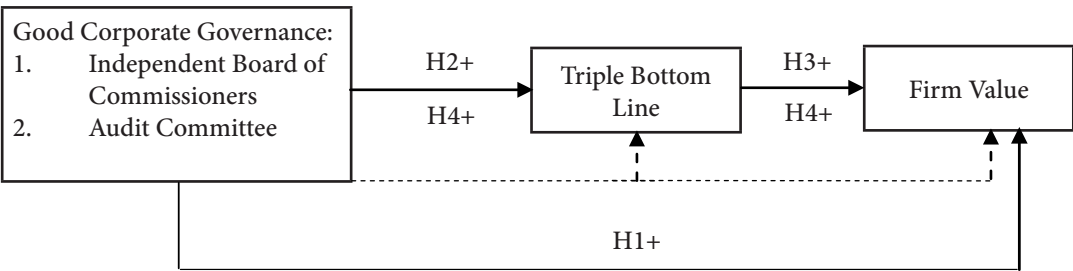 Good Corporate Governance:
1. Independent Board of
Commissioners
2. Audit Committee
H2+
H4+
Triple Bottom
Line
H3+
H4+
Firm Value
H1+